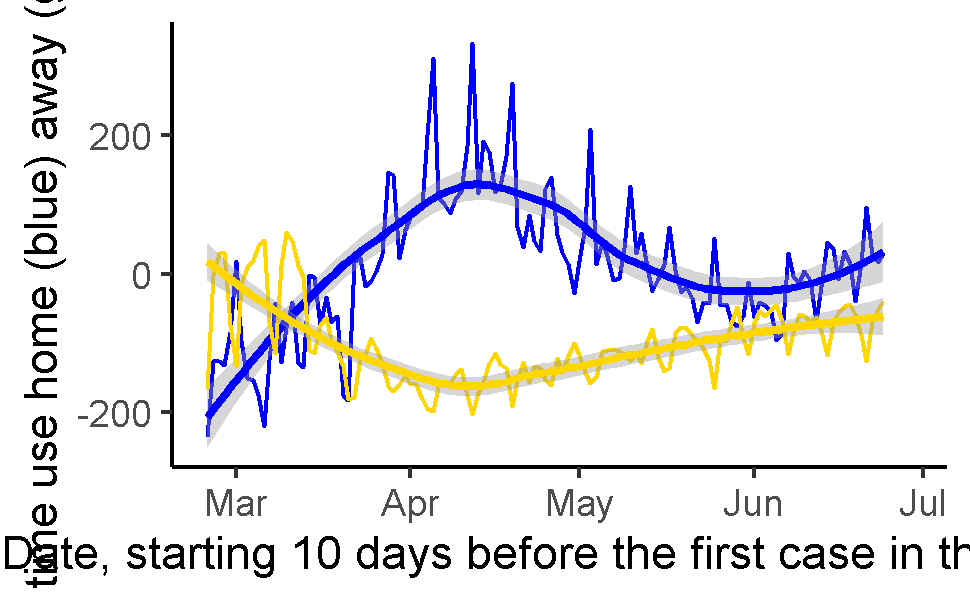 time use home (blue) away (
200
0
-200
Mar Apr May Jun Jul
Date, starting 10 days before the first case in th